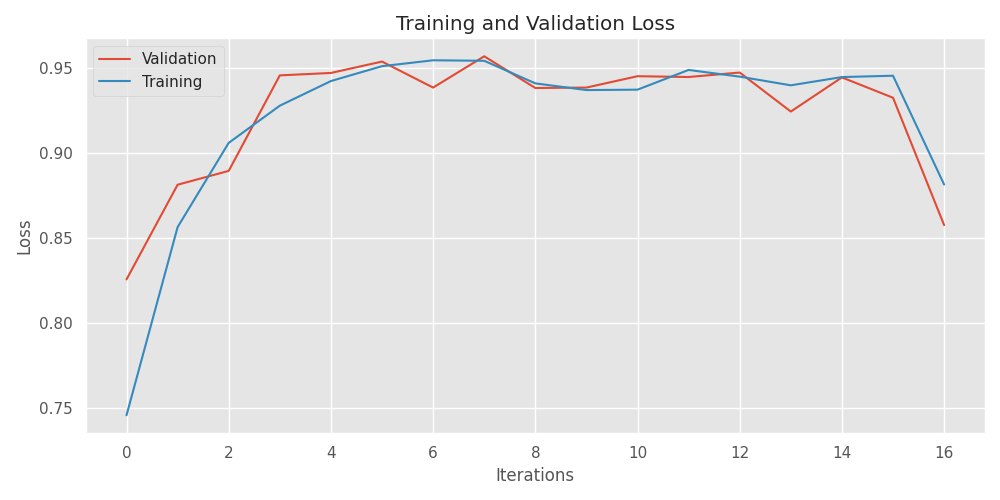 Training and Validation Loss
Validation
Training
0.95
0.90
0.85
0.80
0.75
Loss
0 2 4 6 8 10 12 14 16
Iterations